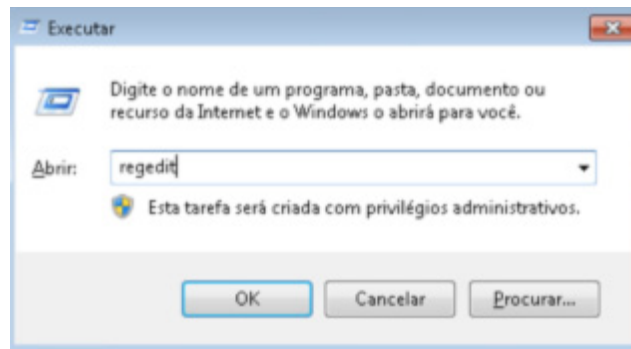 Executar
Digite o nome de um programa, pasta, documento ou
recurso da Internet e o Windows o abrirá para você.
Abrir: regedit
Esta tarefa será criada com privilégios administrativos.
OK Cancelar Procurar...